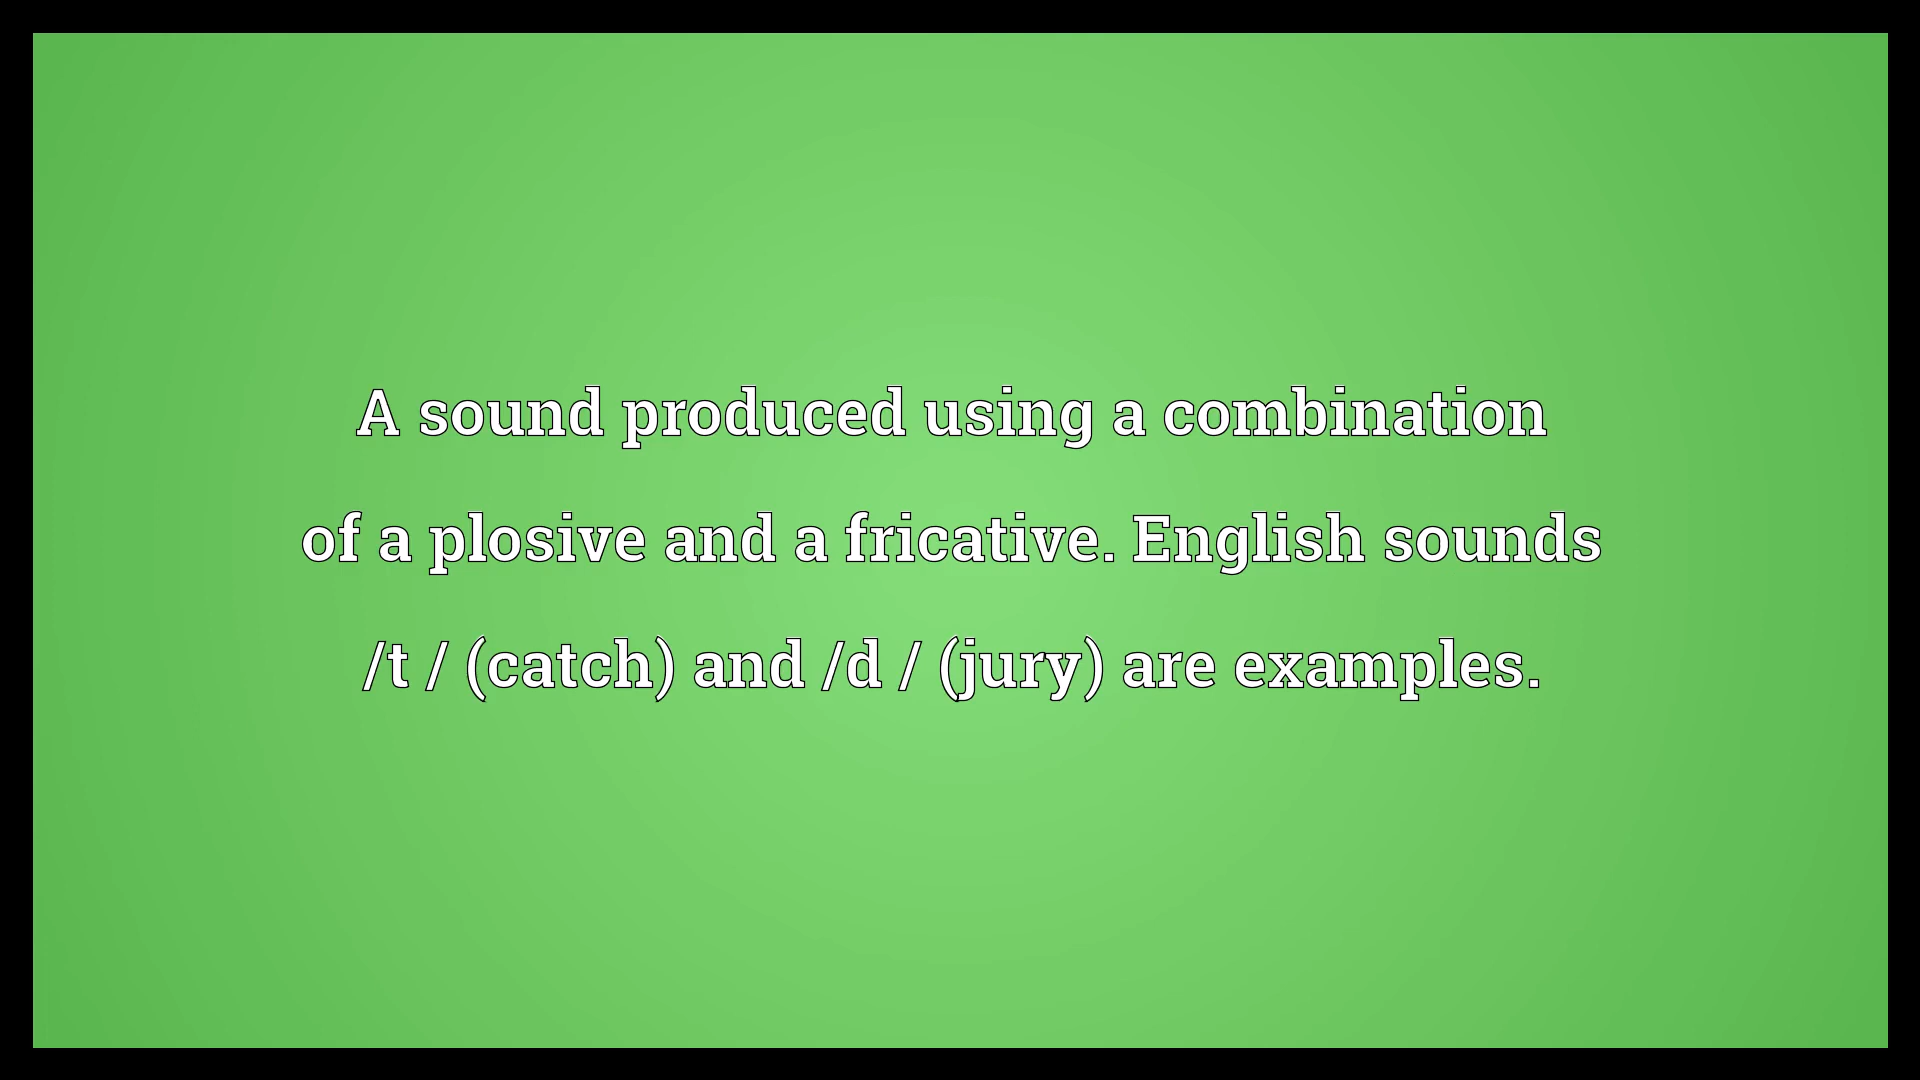 A sound produced using a combination
of a plosive and a fricative. English sounds
/t / (catch) and /d / (jury) are examples.